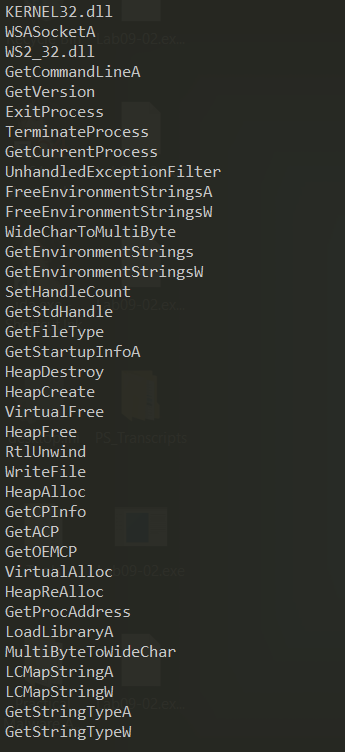 KERNEL32.dll
WSASocketA
WS2_32.dll
GetCommandLineA
GetVersion
ExitProcess
TerminateProcess
GetCurrentProcess
UnhandledExceptionFilter
FreeEnvironmentStringsA
FreeEnvironmentStringsW
WideCharToMultiByte
GetEnvironmentStrings
GetEnvironmentStringsW
SetHandleCount
GetStdHandle
GetFileType
GetStartupInfoA
HeapDestroy
HeapCreate
VirtualFree
HeapFree
PS_Transcripts
RtlUnwind
WriteFile
HeapAlloc
GetCPInfo
GetACP
GetOEMCP
VirtualAlloc
HeapReAlloc
GetProcAddress
LoadLibraryA
MultiByteToWideChar
LCMapStringA
LCMapStringW
GetStringTypeA
GetStringTypeW